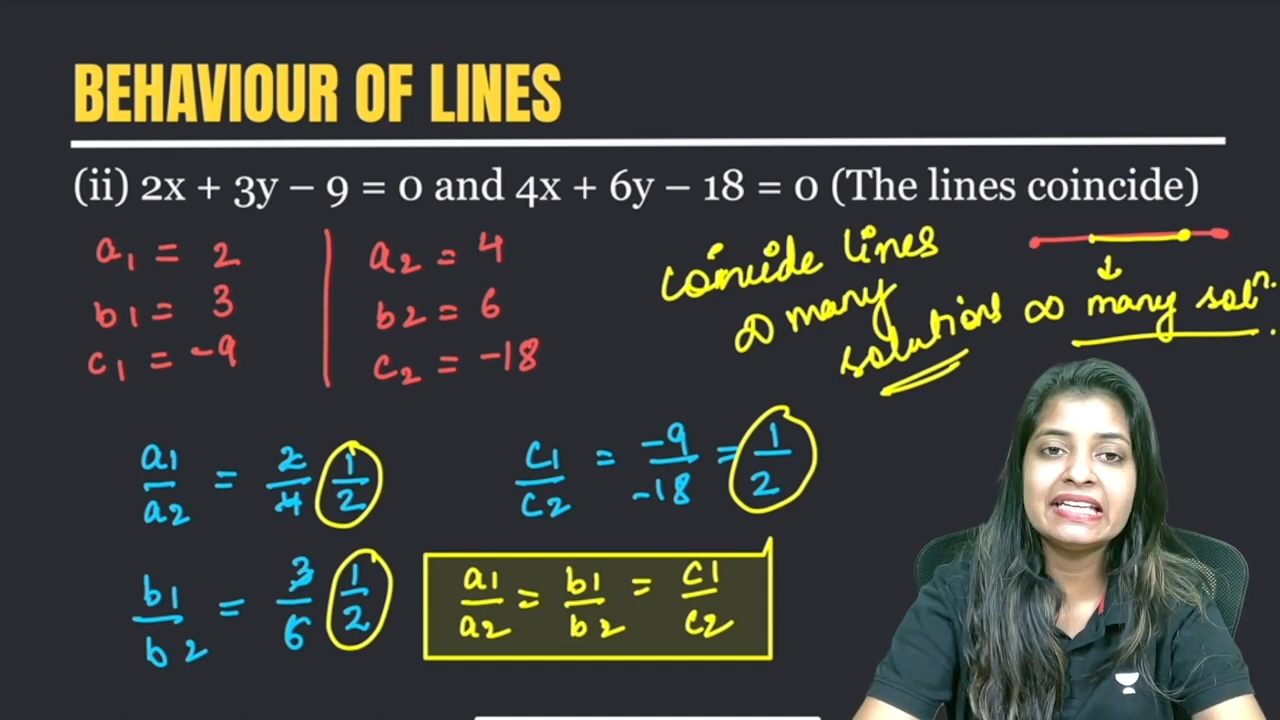 BEHAVIOUR OF LINES
(ii) 2x + 3y – 9 = 0 and 4x + 6y – 18 = 0 (The lines coincide)
a1 = 2
b1 = 3
c1 = -9
a2 = 4
b2 = 6
c2 = -18
coincide lines
∞ many
solutions
∞ many solⁿ.
a1/a2 = 2/4 1/2
c1/c2 = -9/-18 = 1/2
b1/b2 = 3/6 1/2
a1/a2 = b1/b2 = c1/c2